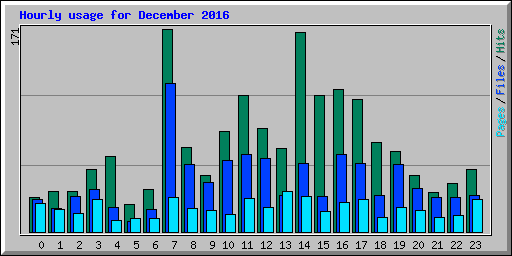 Hourly usage for December 2016
171
Pages/Files/Hits
0 1 2 3 4 5 6 7 8 9 10 11 12 13 14 15 16 17 18 19 20 21 22 23